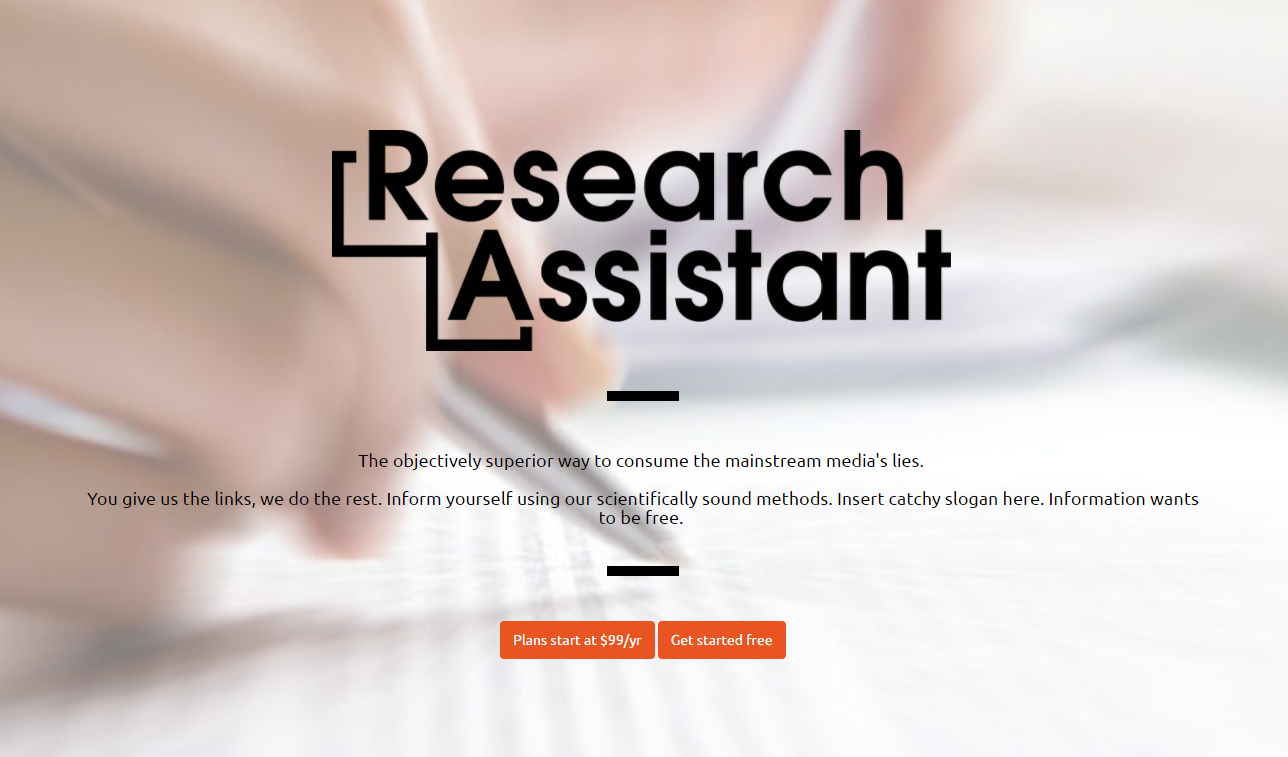 Research
Assistant
The objectively superior way to consume the mainstream media's lies.
You give us the links, we do the rest. Inform yourself using our scientifically sound methods. Insert catchy slogan here. Information wants
to be free.
Plans start at $99/yr
Get started free